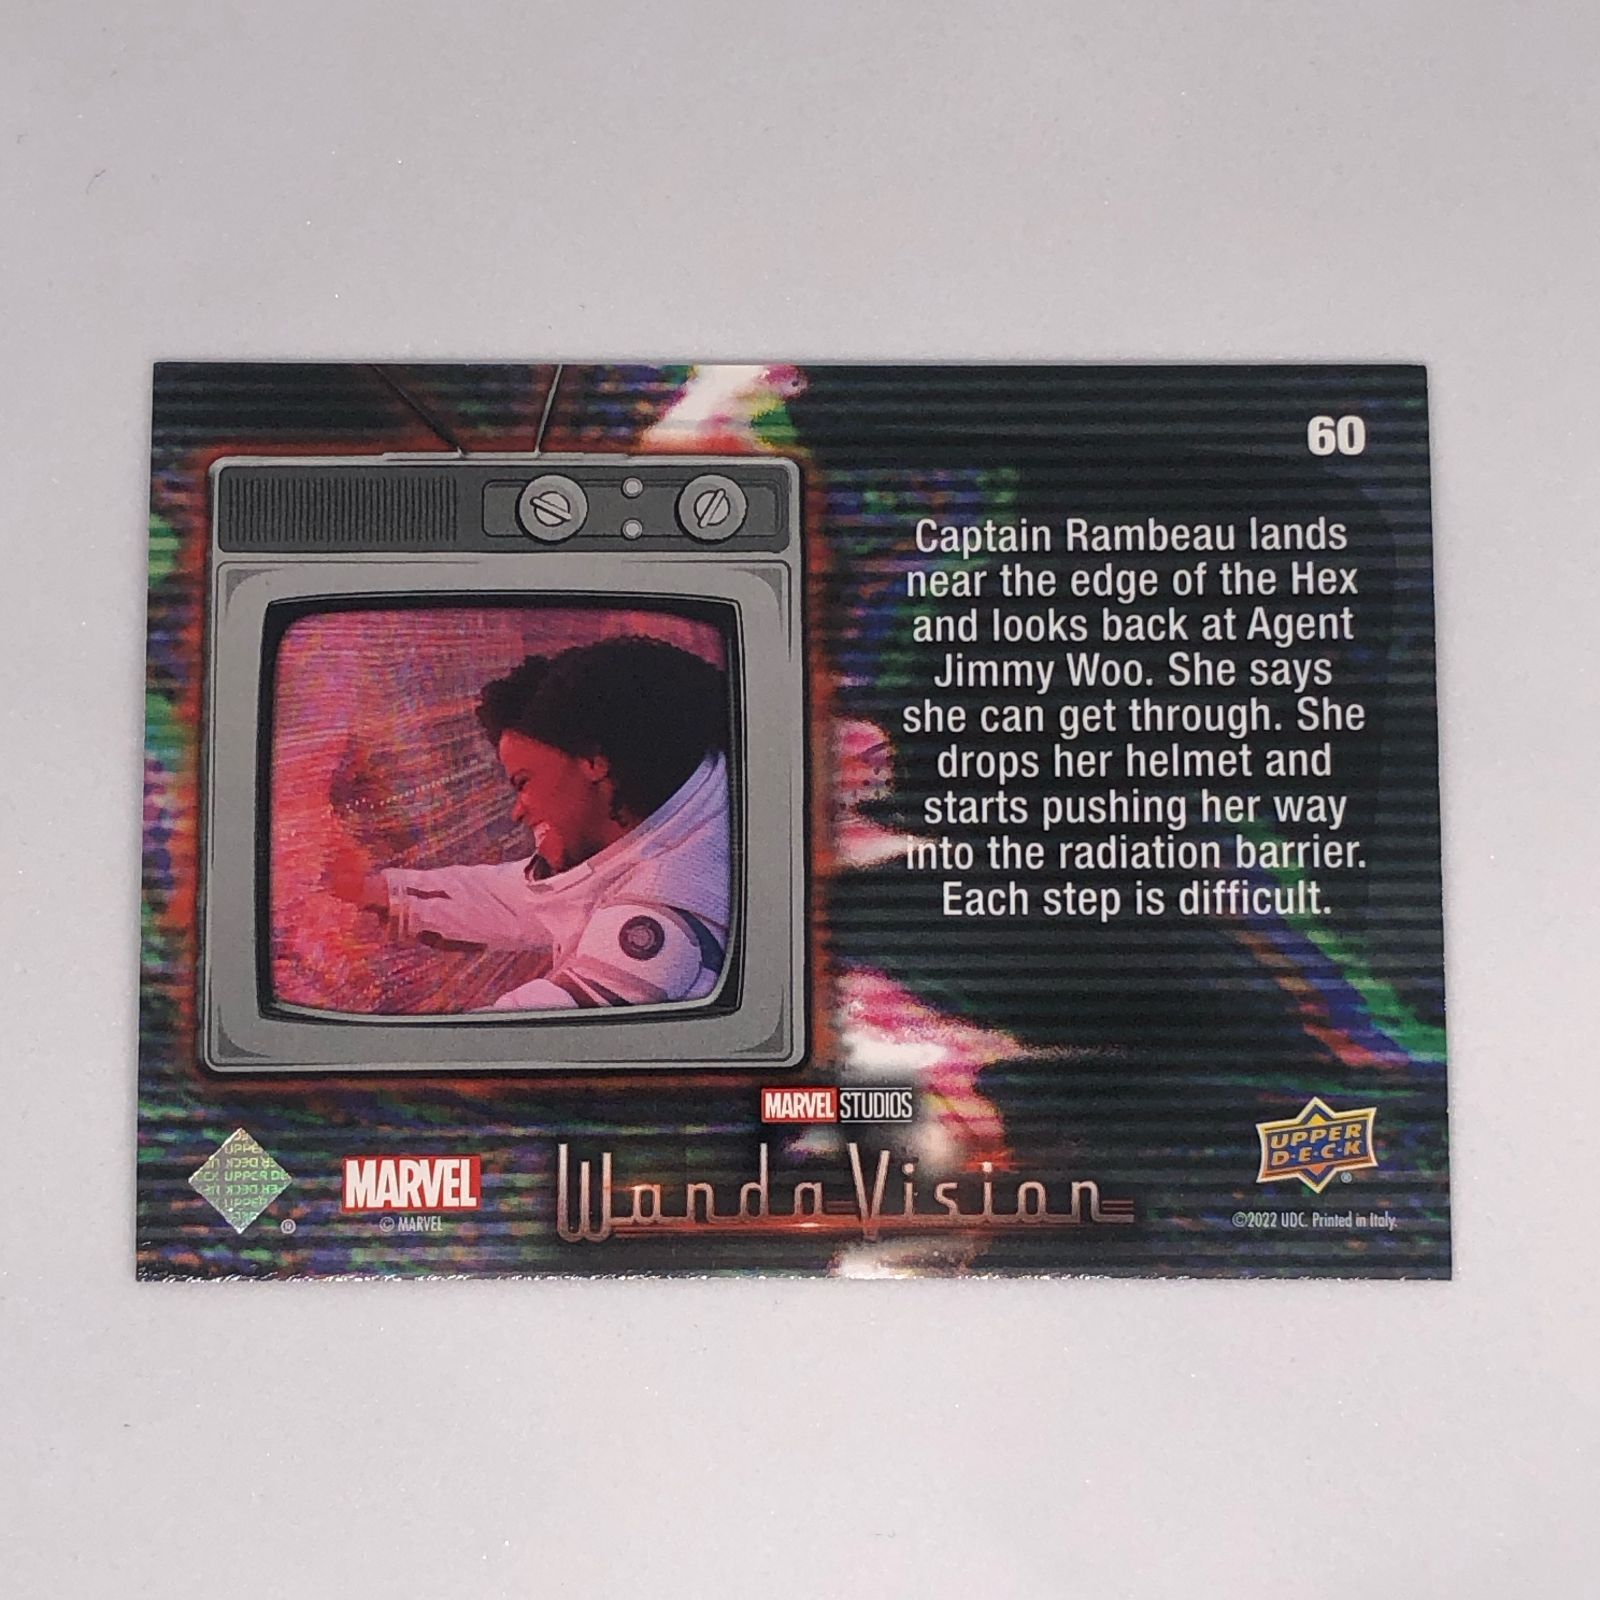 60
Captain Rambeau lands
near the edge of the Hex
and looks back at Agent
Jimmy Woo. She says
she can get through. She
drops her helmet and
starts pushing her way
into the radiation barrier.
Each step is difficult.
MARVEL STUDIOS
WandaVision
UPPER
D·E·C·K
®
MARVEL
© MARVEL
®
©2022 UDC. Printed in Italy.
UPPER DECK